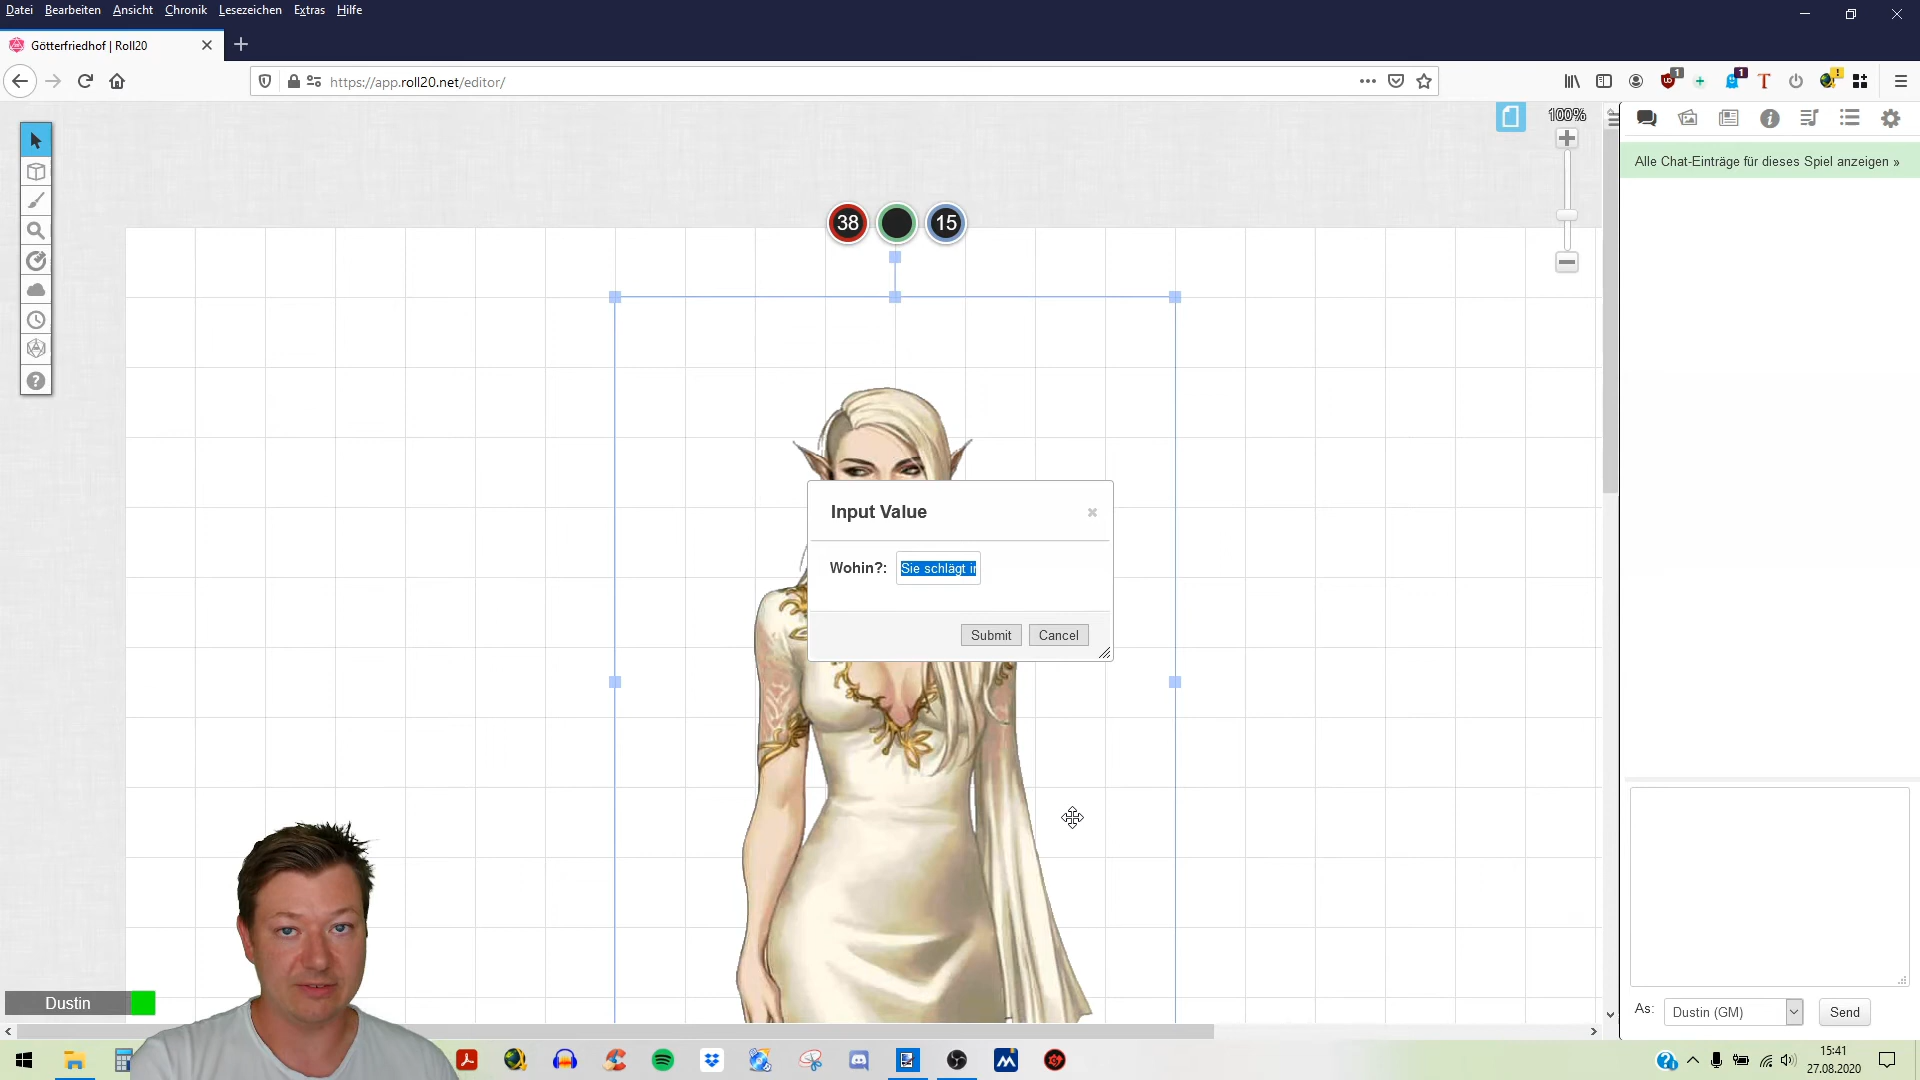 Datei Bearbeiten Ansicht Chronik Lesezeichen Extras Hilfe
Götterfriedhof | Roll20
https://app.roll20.net/editor/
1
1
100%
Alle Chat-Einträge für dieses Spiel anzeigen »
38
15
Input Value
Wohin?:
Sie schlägt
Submit
Cancel
Dustin
As:
Dustin (GM)
Send
15:41
27.08.2020